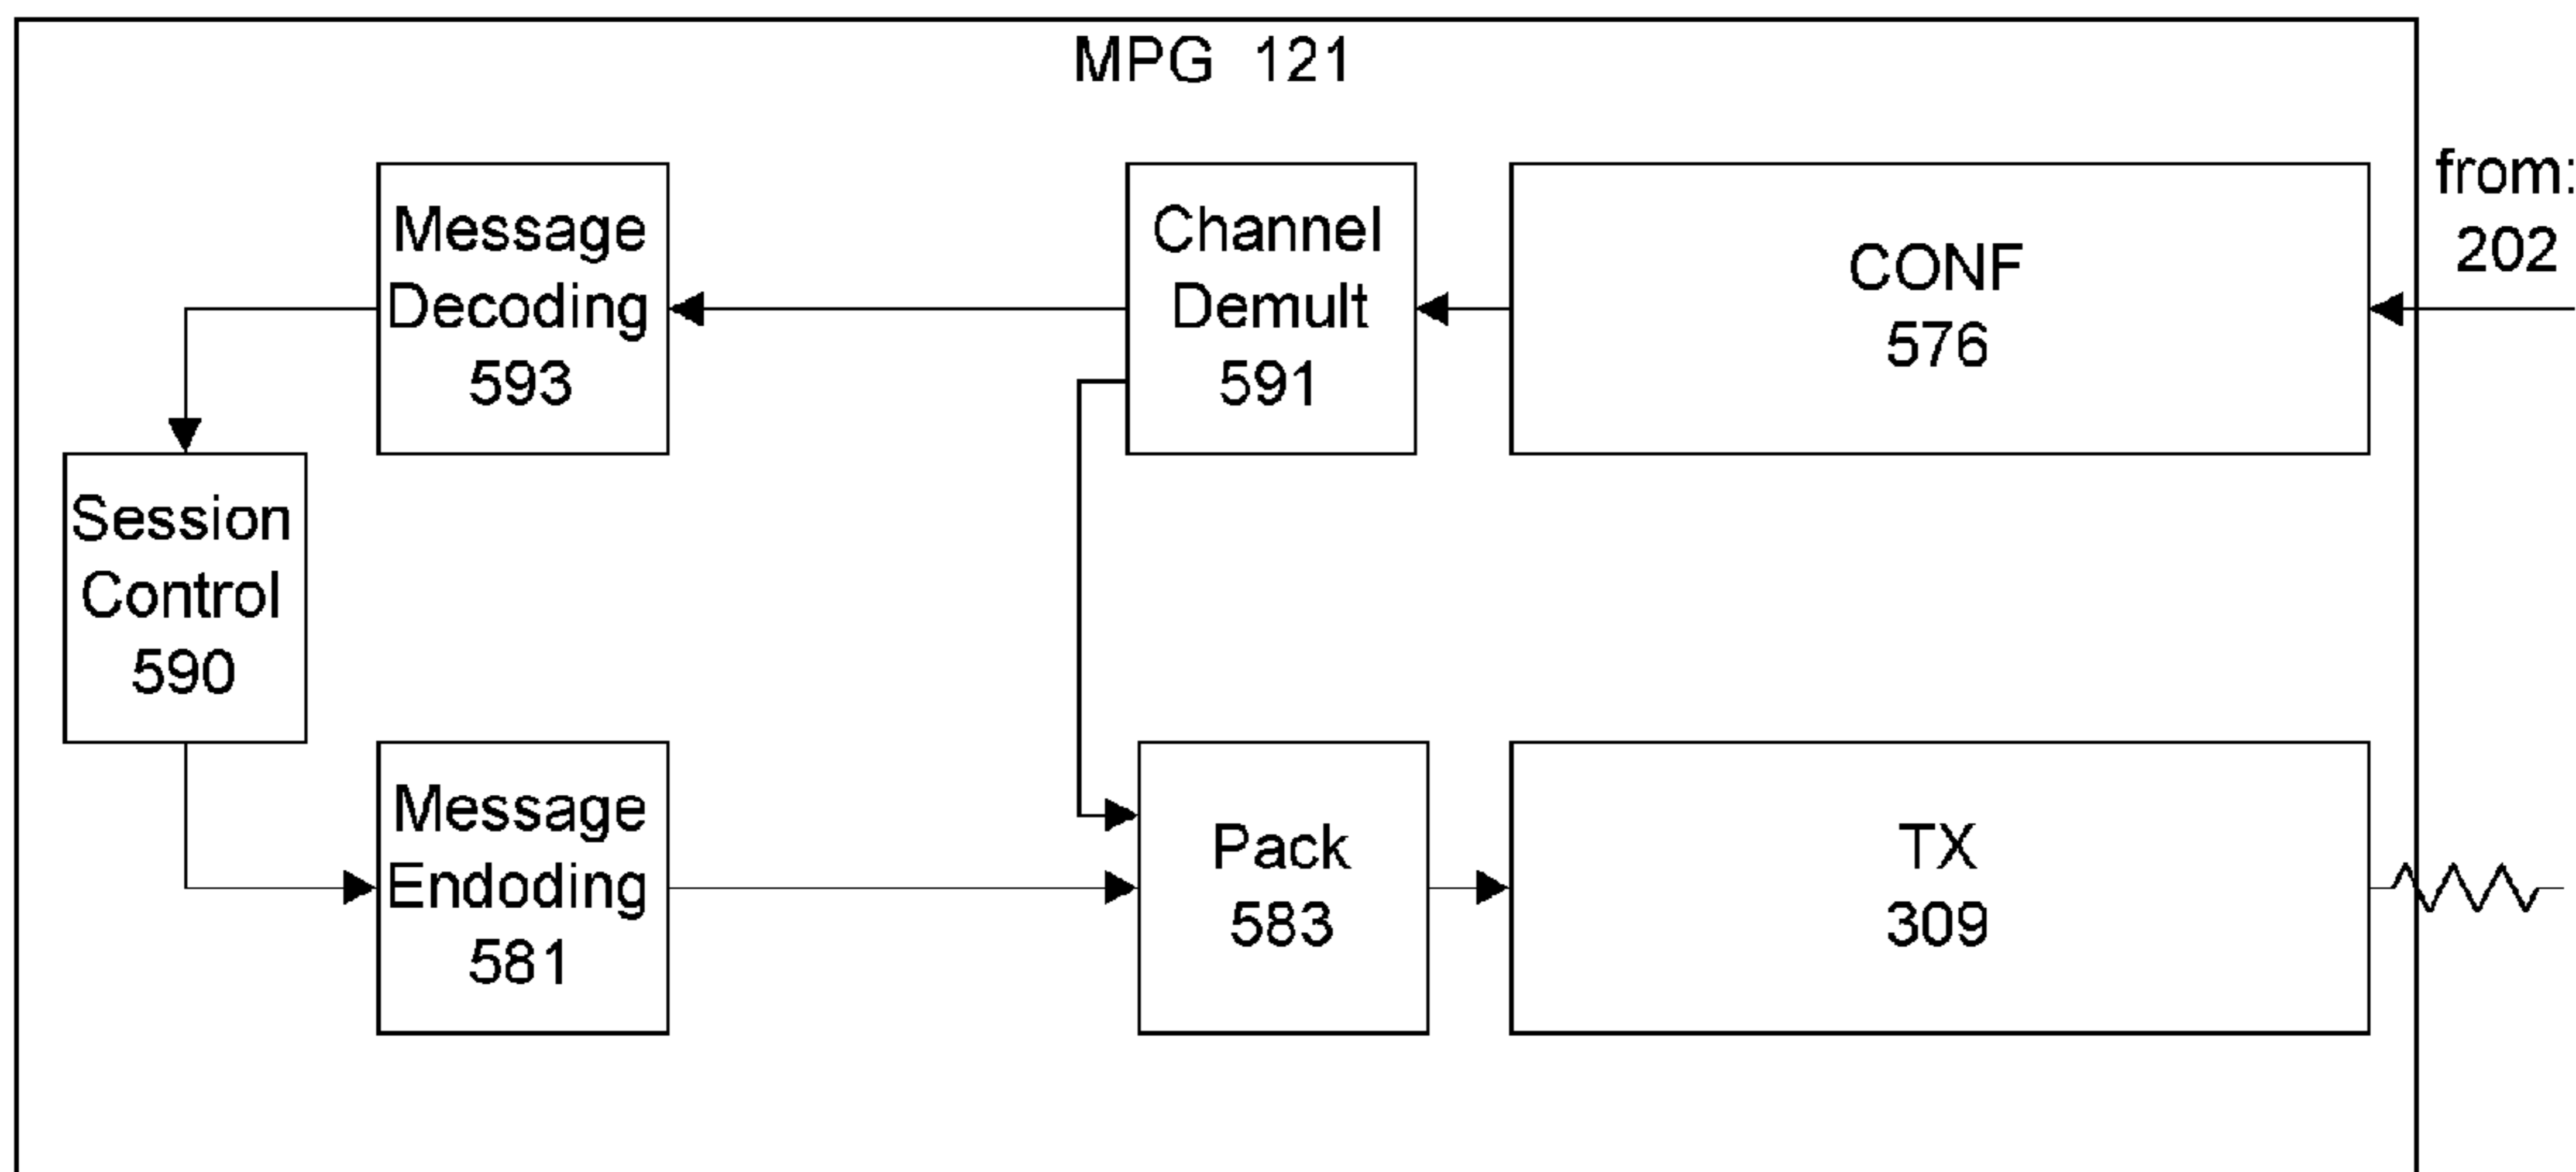 MPG 121
Message
Decoding
593
Channel
Demult
591
CONF
576
from:
202
Session
Control
590
Message
Endoding
581
Pack
583
TX
309